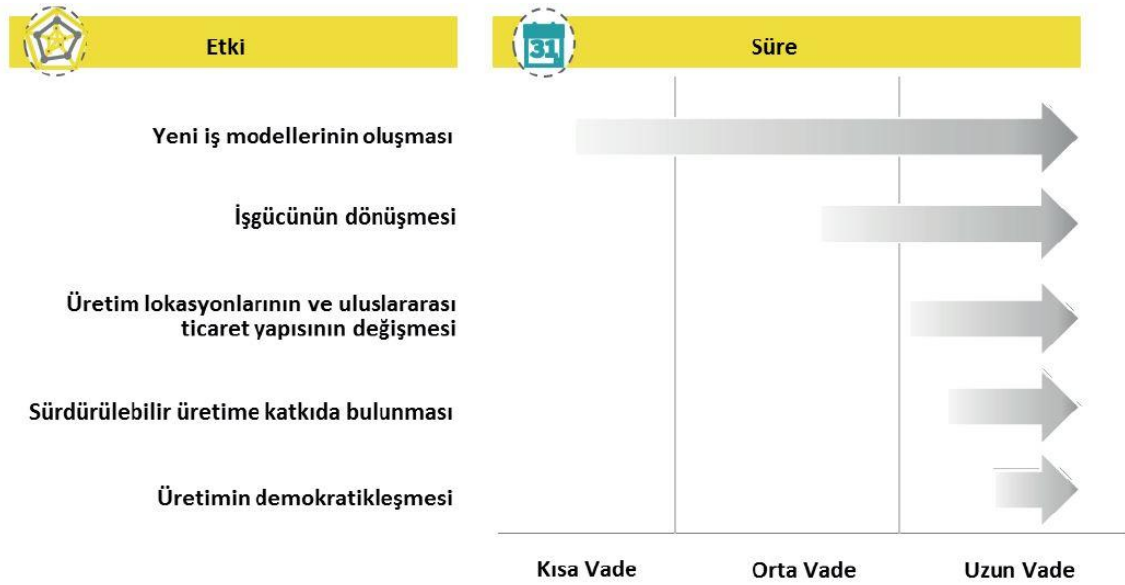 Etki
31
Süre
Yeni iş modellerinin oluşması
İşgücünün dönüşmesi
Üretim lokasyonlarının ve uluslararası
ticaret yapısının değişmesi
Sürdürülebilir üretime katkıda bulunması
Üretimin demokratikleşmesi
Kısa Vade
Orta Vade
Uzun Vade